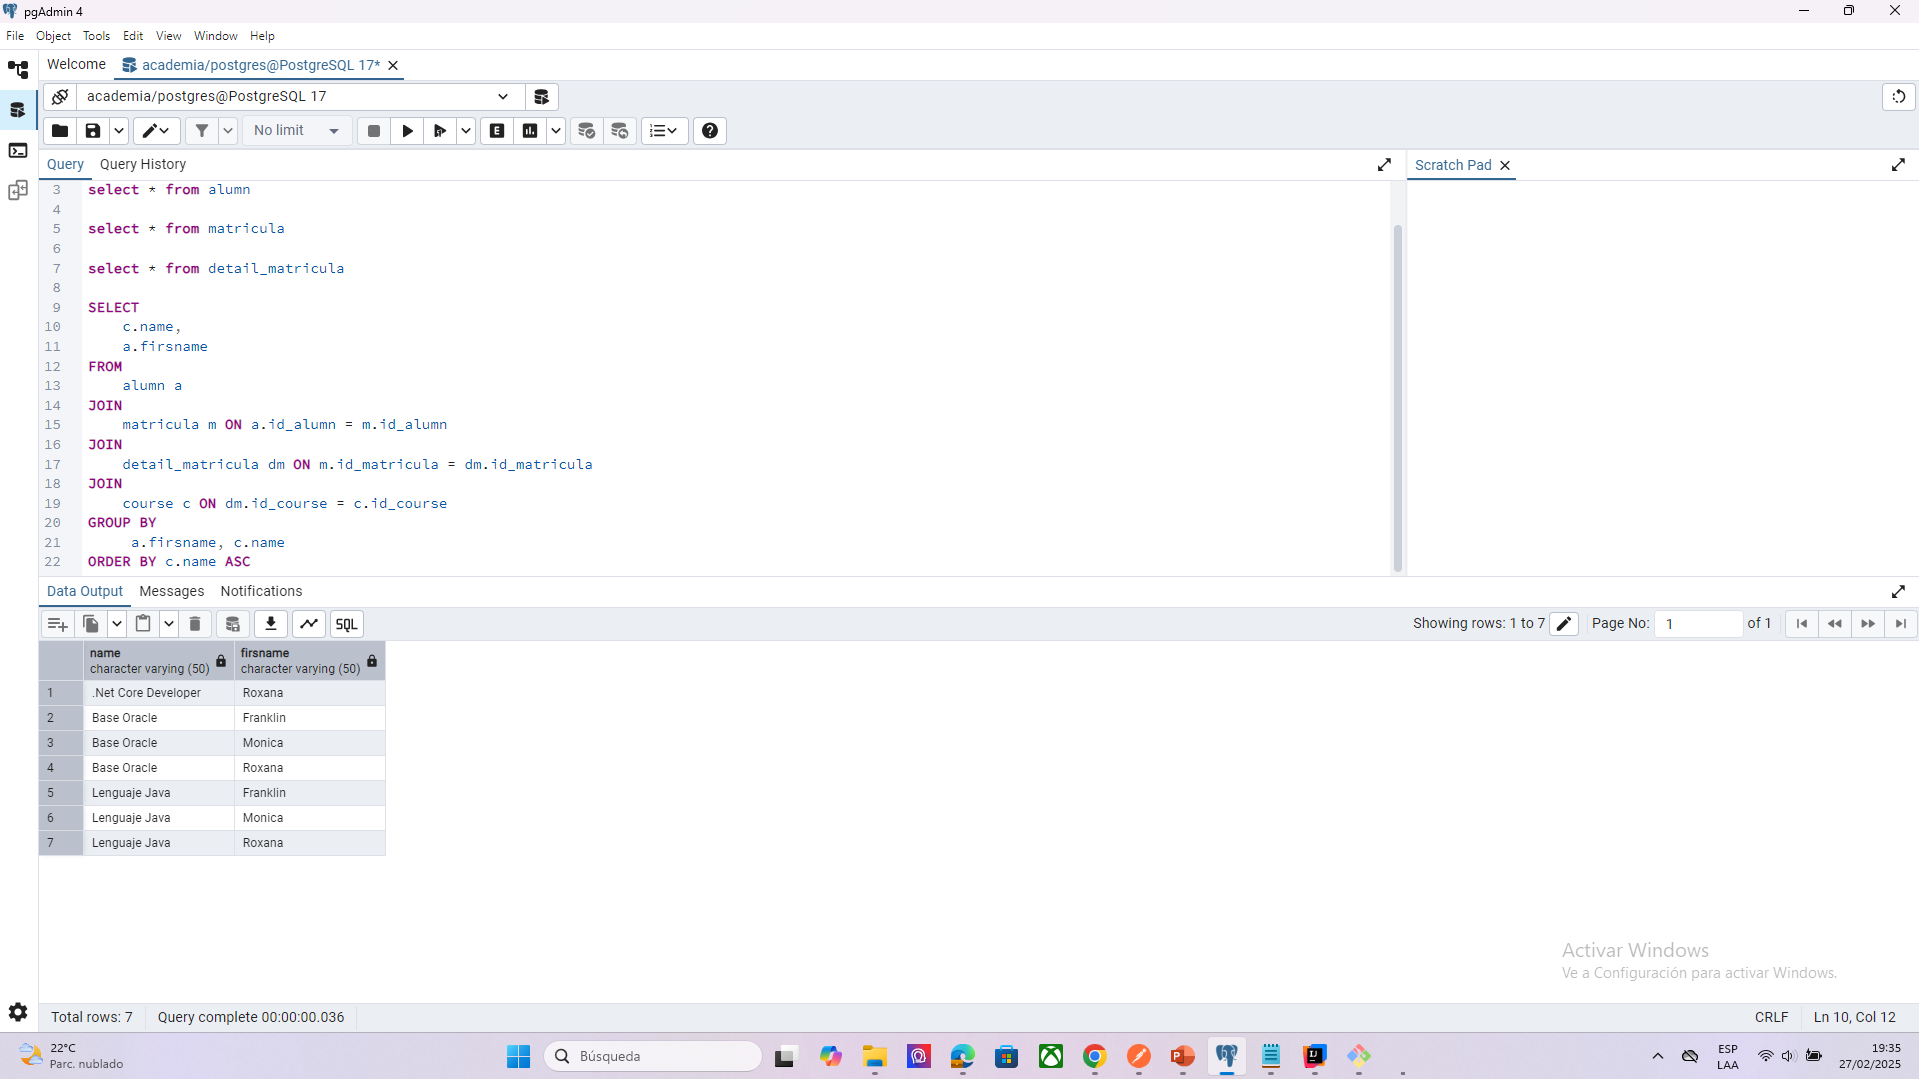 pgAdmin 4
File Object Tools Edit View Window Help
Welcome academia/postgres@PostgreSQL 17*
academia/postgres@PostgreSQL 17
No limit
Query Query History
Scratch Pad
3 select * from alumn
4
5 select * from matricula
6
7 select * from detail_matricula
8
9 SELECT
10 c.name,
11 a.firsname
12 FROM
13 alumn a
14 JOIN
15 matricula m ON a.id_alumn = m.id_alumn
16 JOIN
17 detail_matricula dm ON m.id_matricula = dm.id_matricula
18 JOIN
19 course c ON dm.id_course = c.id_course
20 GROUP BY
21 a.firsname, c.name
22 ORDER BY c.name ASC
Data Output Messages Notifications
SQL
Showing rows: 1 to 7
Page No: 1 of 1
name firsname
character varying (50) character varying (50)
1 .Net Core Developer Roxana
2 Base Oracle Franklin
3 Base Oracle Monica
4 Base Oracle Roxana
5 Lenguaje Java Franklin
6 Lenguaje Java Monica
7 Lenguaje Java Roxana
Activar Windows
Ve a Configuración para activar Windows.
Total rows: 7 Query complete 00:00:00.036 CRLF Ln 10, Col 12
22°C
Parc. nublado
Búsqueda
ESP
LAA
19:35
27/02/2025